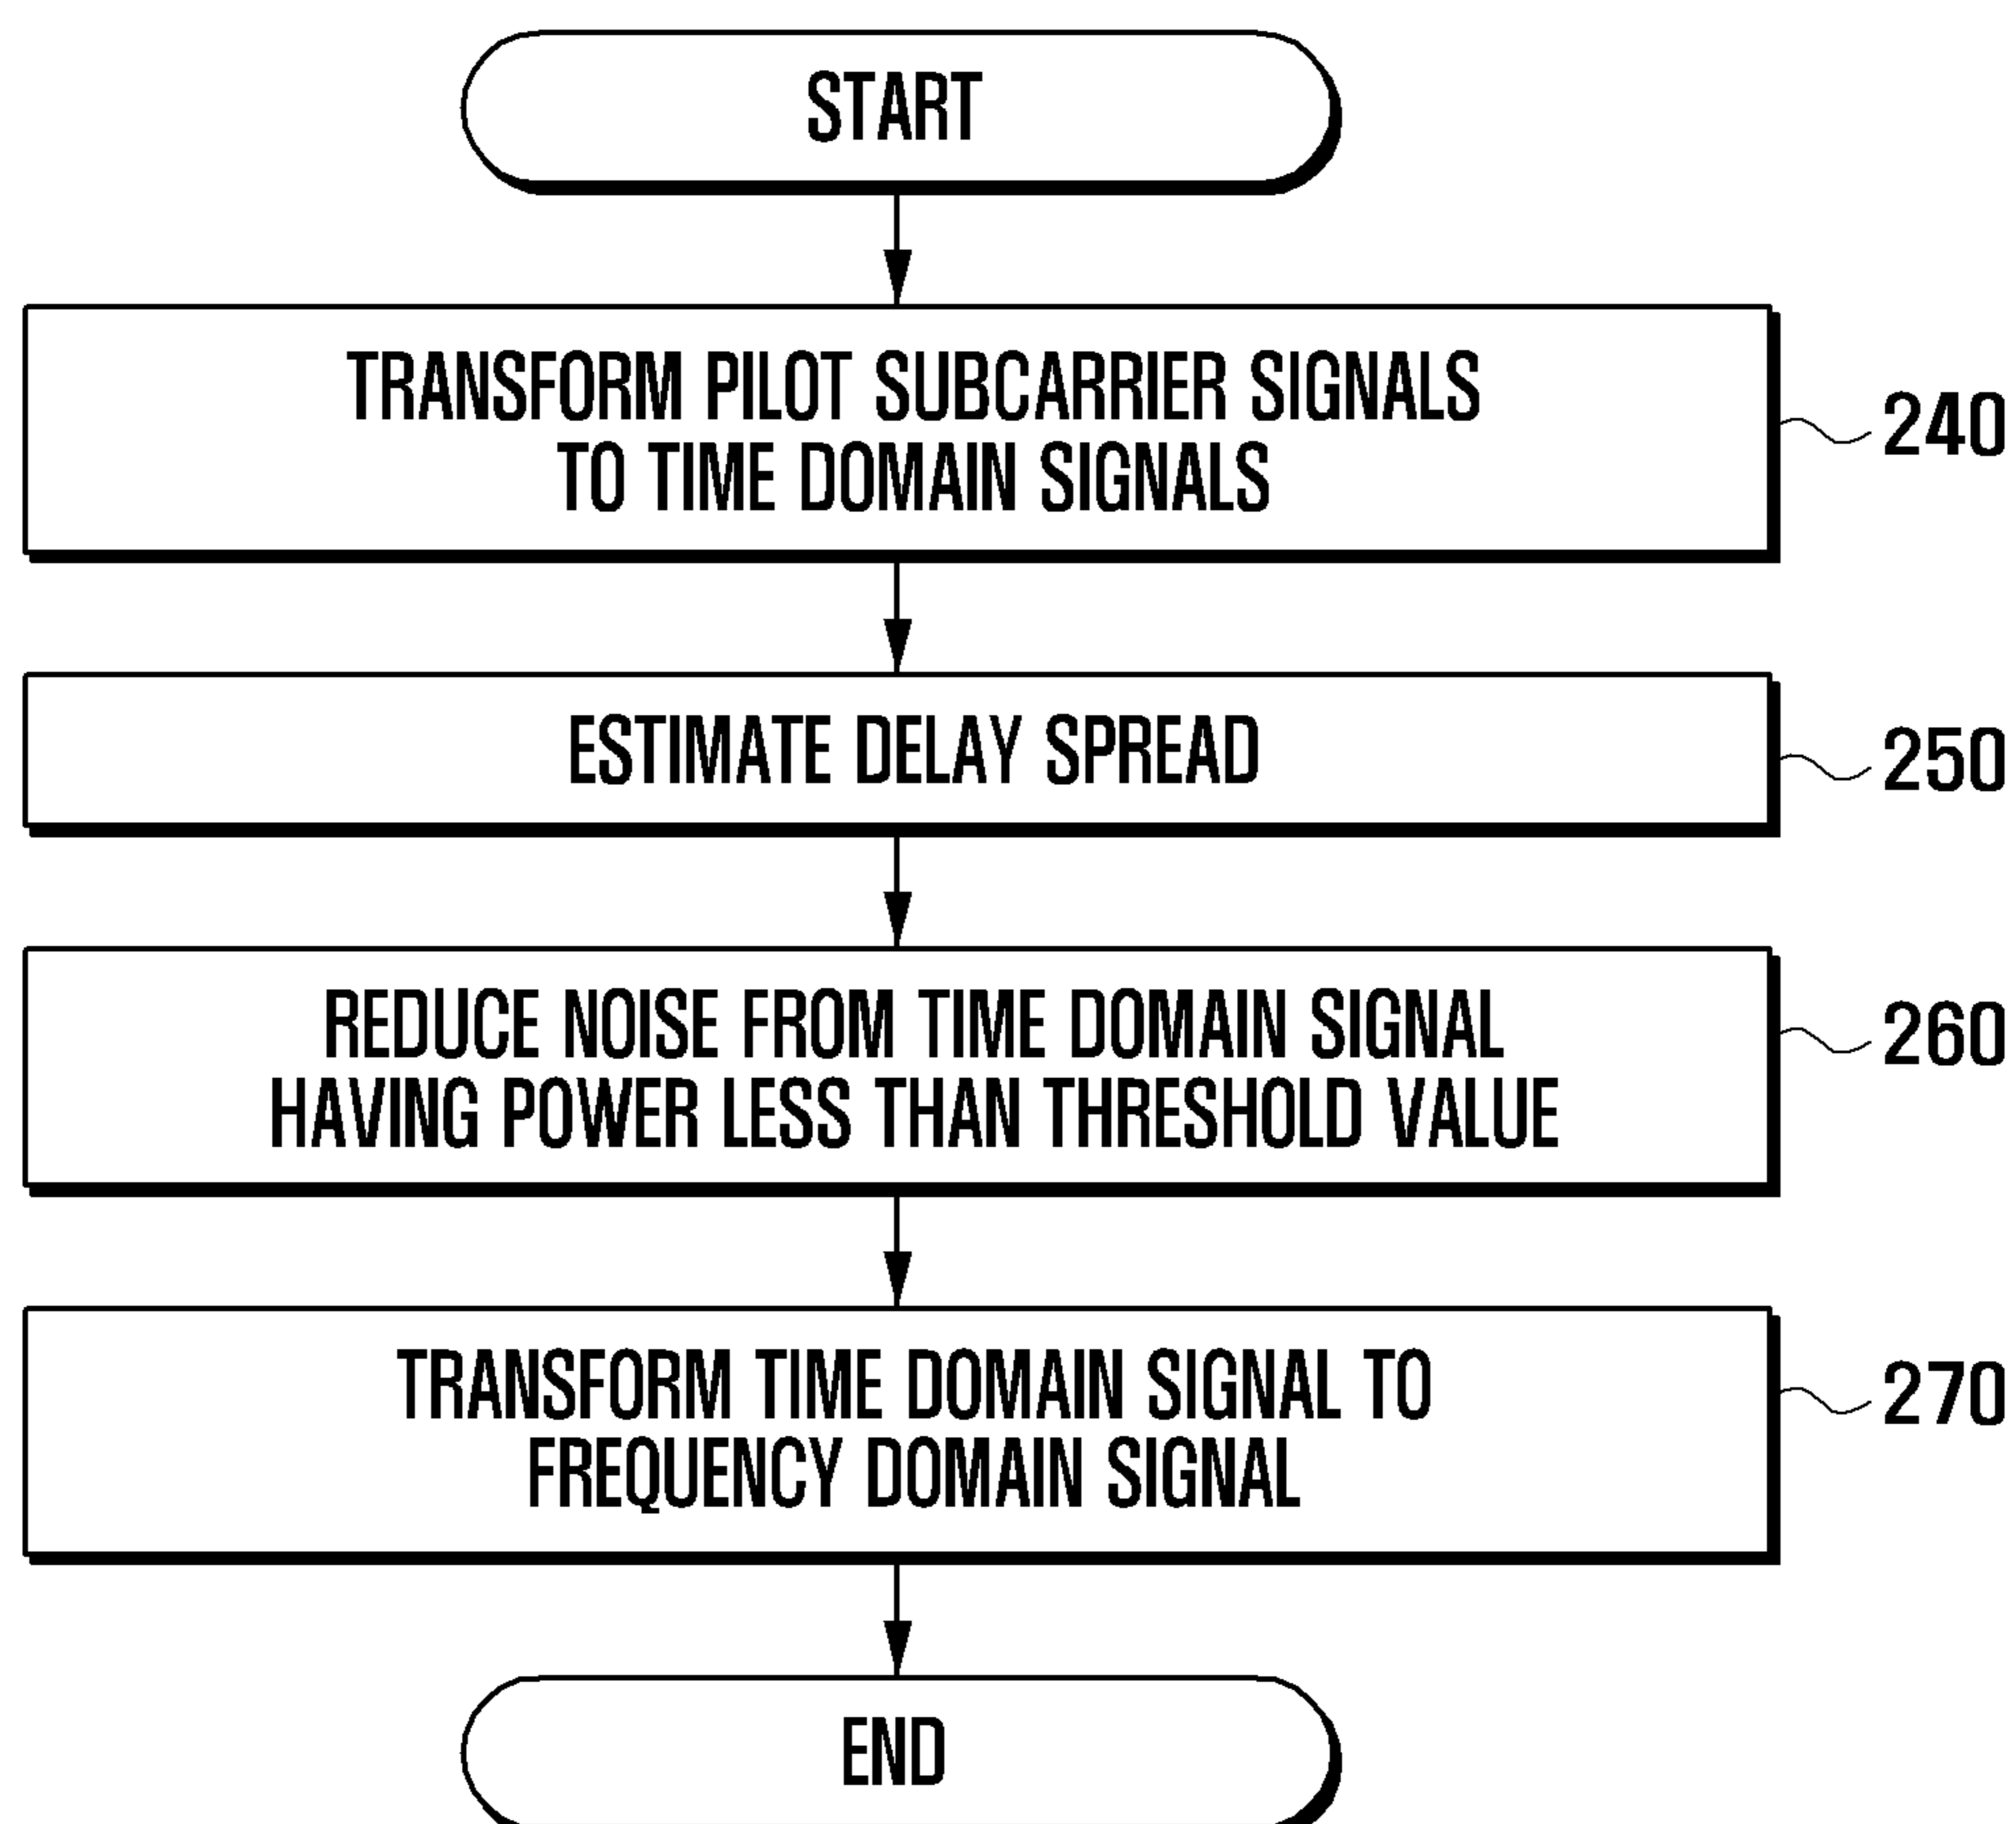 START
TRANSFORM PILOT SUBCARRIER SIGNALS
TO TIME DOMAIN SIGNALS
240
ESTIMATE DELAY SPREAD
250
REDUCE NOISE FROM TIME DOMAIN SIGNAL
HAVING POWER LESS THAN THRESHOLD VALUE
260
TRANSFORM TIME DOMAIN SIGNAL TO
FREQUENCY DOMAIN SIGNAL
270
END